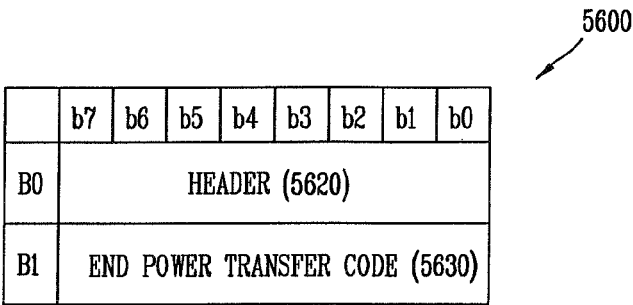 5600
b7 b6 b5 b4 b3 b2 b1 b0
B0 HEADER (5620)
B1 END POWER TRANSFER CODE (5630)